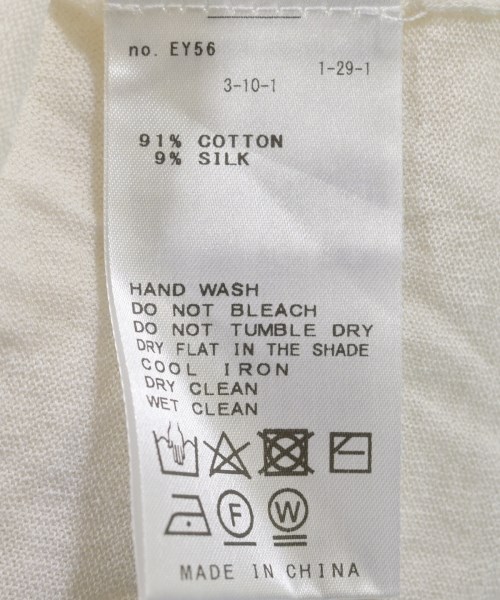 no. EY56
1-29-1
3-10-1
91% COTTON
9% SILK
HAND WASH
DO NOT BLEACH
DO NOT TUMBLE DRY
DRY FLAT IN THE SHADE
COOL IRON
DRY CLEAN
WET CLEAN
F W
MADE IN CHINA